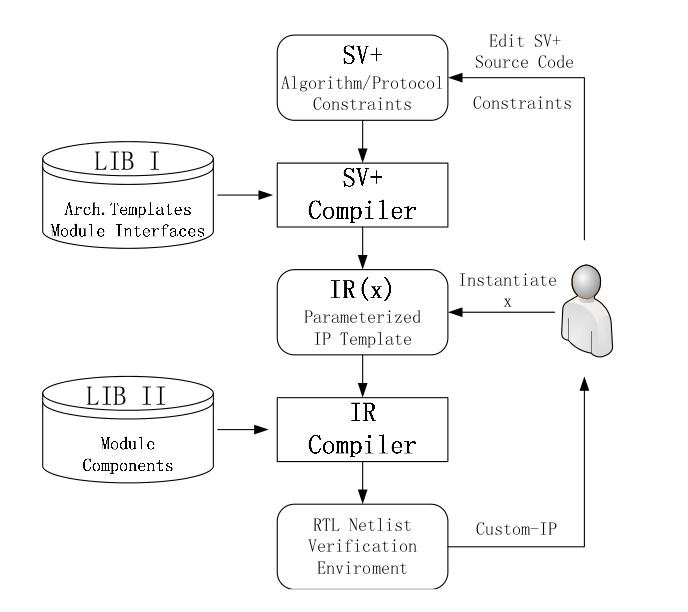 SV+
Algorithm/Protocol
Constraints
Edit SV+
Source Code
Constraints
LIB I
Arch.Templates
Module Interfaces
SV+
Compiler
IR(x)
Parameterized
IP Template
Instantiate
x
LIB II
Module
Components
IR
Compiler
RTL Netlist
Verification
Enviroment
Custom-IP